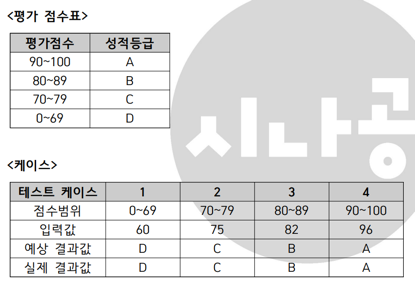 <평가 점수표>
평가점수 성적등급
90~100 A
80~89 B
70~79 C
0~69 D
시나공
<케이스>
테스트 케이스 1 2 3 4
점수범위 0~69 70~79 80~89 90~100
입력값 60 75 82 96
예상 결과값 D C B A
실제 결과값 D C B A